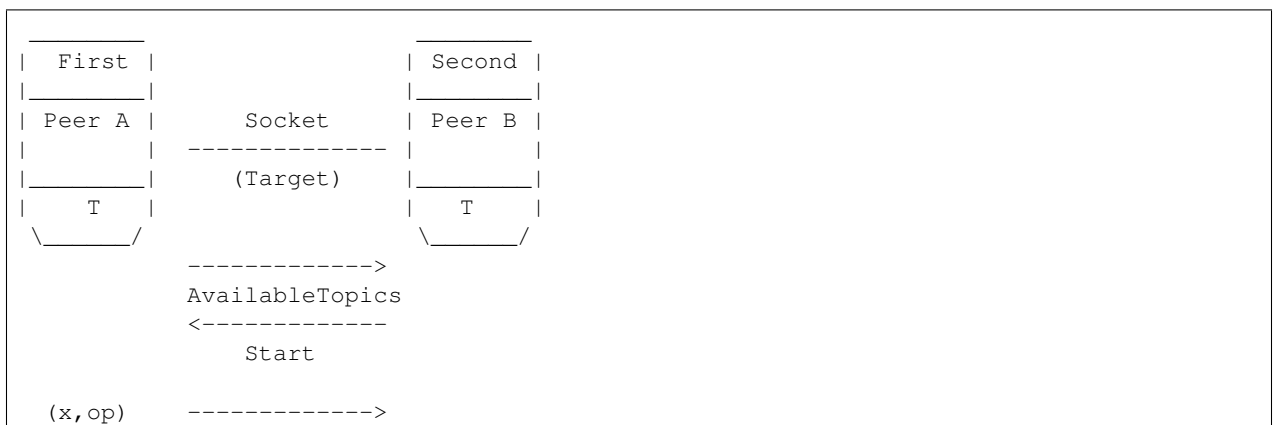 First Second
Peer A Socket Peer B
(Target)
T T
AvailableTopics
Start
(x,op)